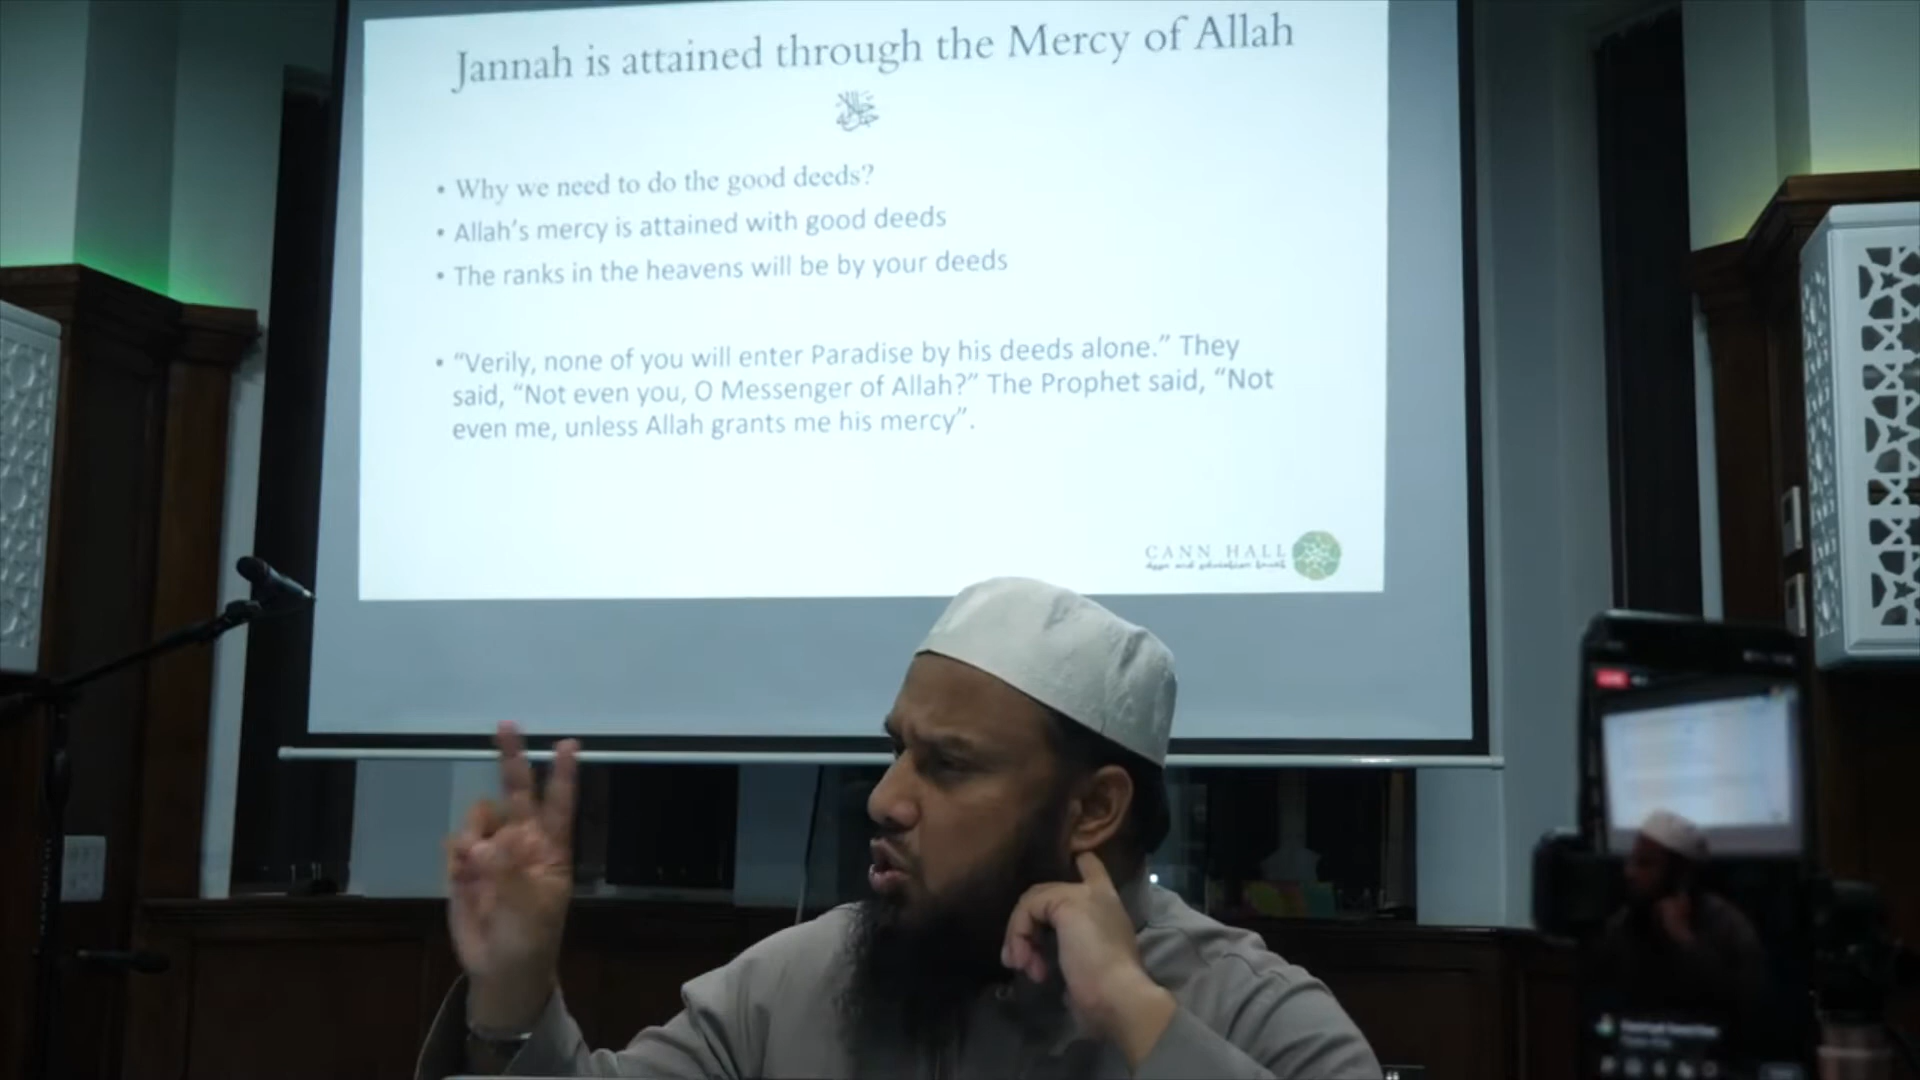 Jannah is attained through the Mercy of Allah
ﷻ
• Why we need to do the good deeds?
• Allah's mercy is attained with good deeds
• The ranks in the heavens will be by your deeds
• “Verily, none of you will enter Paradise by his deeds alone.” They
said, “Not even you, O Messenger of Allah?” The Prophet said, “Not
even me, unless Allah grants me his mercy”.
CANN HALL